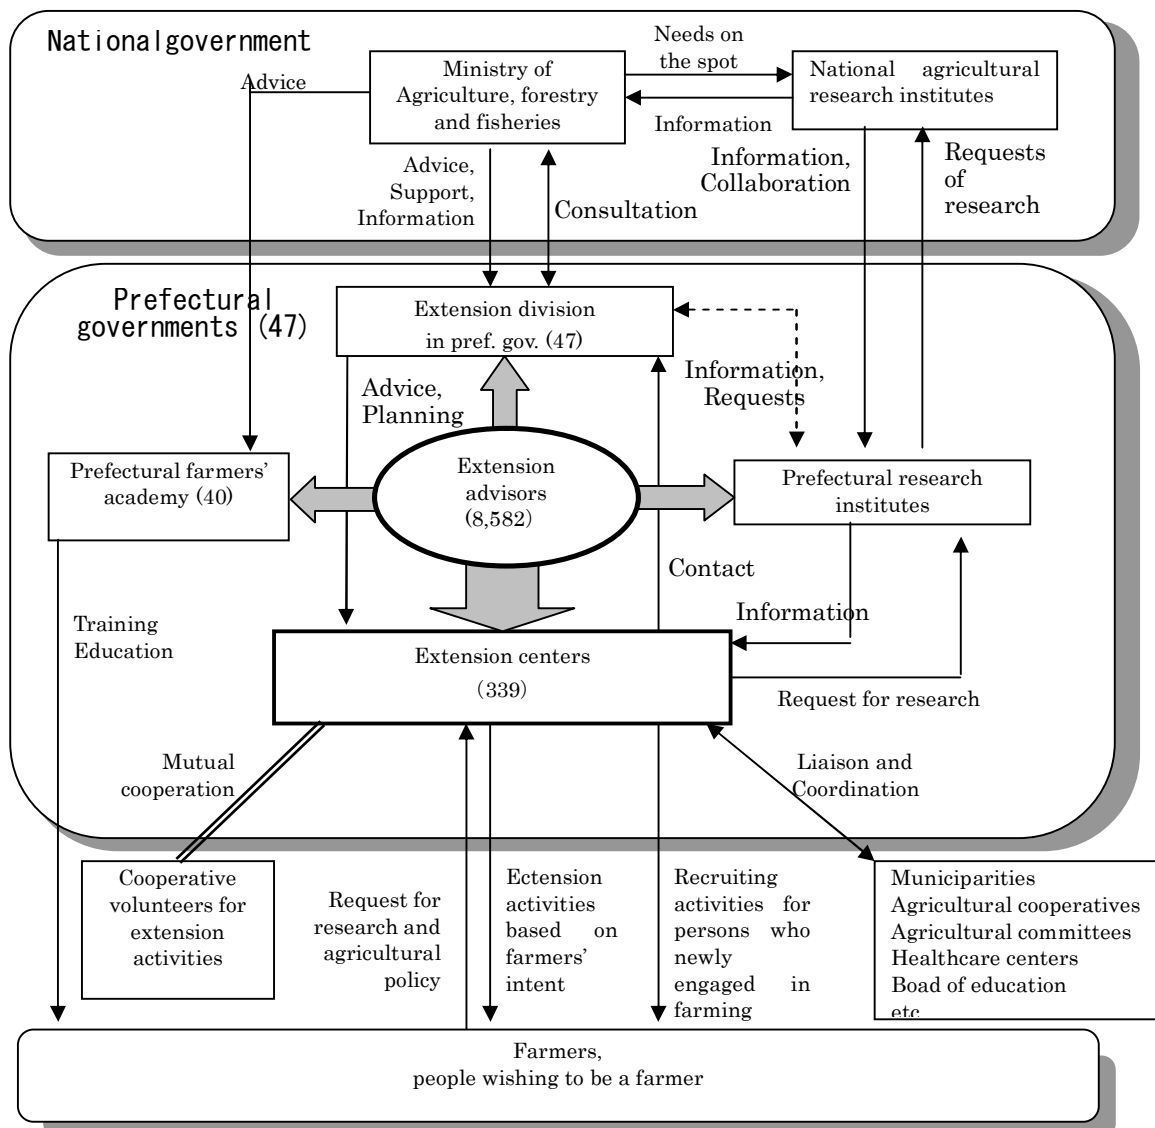 Nationalgovernment
Advice
Ministry of
Agriculture, forestry
and fisheries
Needs on
the spot
Information
National agricultural
research institutes
Advice,
Support,
Information
Consultation
Information,
Collaboration
Requests
of
research
Prefectural
governments (47)
Extension division
in pref. gov. (47)
Advice,
Planning
Information,
Requests
Prefectural farmers’
academy (40)
Extension
advisors
(8,582)
Prefectural research
institutes
Contact
Information
Training
Education
Extension centers
(339)
Request for research
Mutual
cooperation
Liaison and
Coordination
Cooperative
volunteers for
extension
activities
Request for
research and
agricultural
policy
Ectension
activities
based on
farmers’
intent
Recruiting
activities for
persons who
newly
engaged in
farming
Municiparities
Agricultural cooperatives
Agricultural committees
Healthcare centers
Boad of education
etc
Farmers,
people wishing to be a farmer